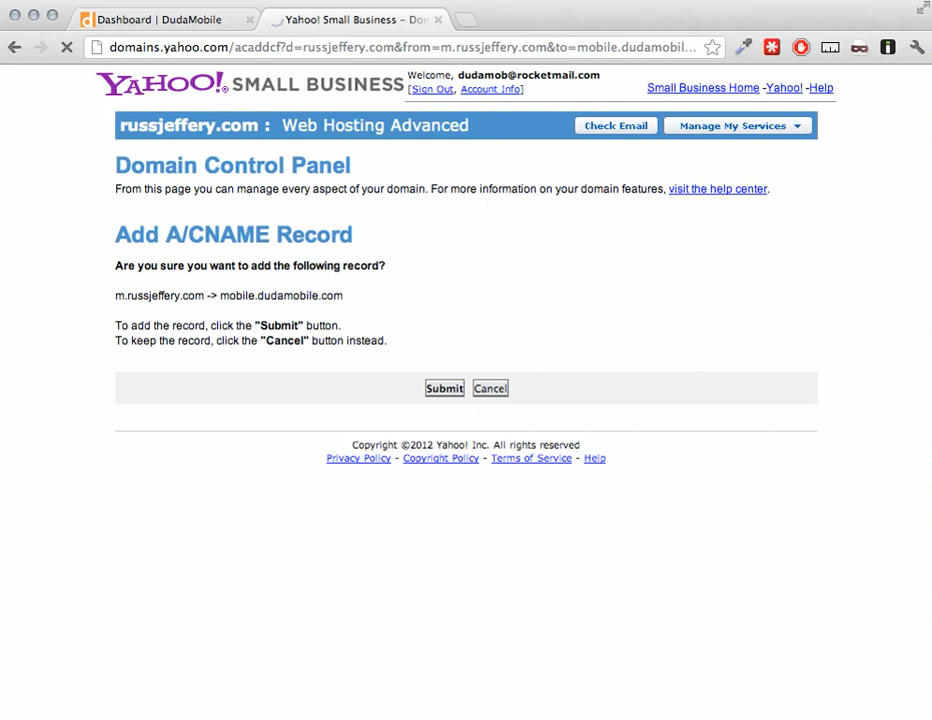 Dashboard | DudaMobile
Yahoo! Small Business – Don
domains.yahoo.com/acaddcf?d=russjeffery.com&from=m.russjeffery.com&to=mobile.dudamobil...
YAHOO! SMALL BUSINESS
Welcome, dudamob@rocketmail.com
[Sign Out, Account Info]
Small Business Home -Yahoo! -Help
russjeffery.com : Web Hosting Advanced
Check Email
Manage My Services
Domain Control Panel
From this page you can manage every aspect of your domain. For more information on your domain features, visit the help center.
Add A/CNAME Record
Are you sure you want to add the following record?
m.russjeffery.com -> mobile.dudamobile.com
To add the record, click the "Submit" button.
To keep the record, click the "Cancel" button instead.
Submit
Cancel
Copyright ©2012 Yahoo! Inc. All rights reserved
Privacy Policy - Copyright Policy - Terms of Service - Help